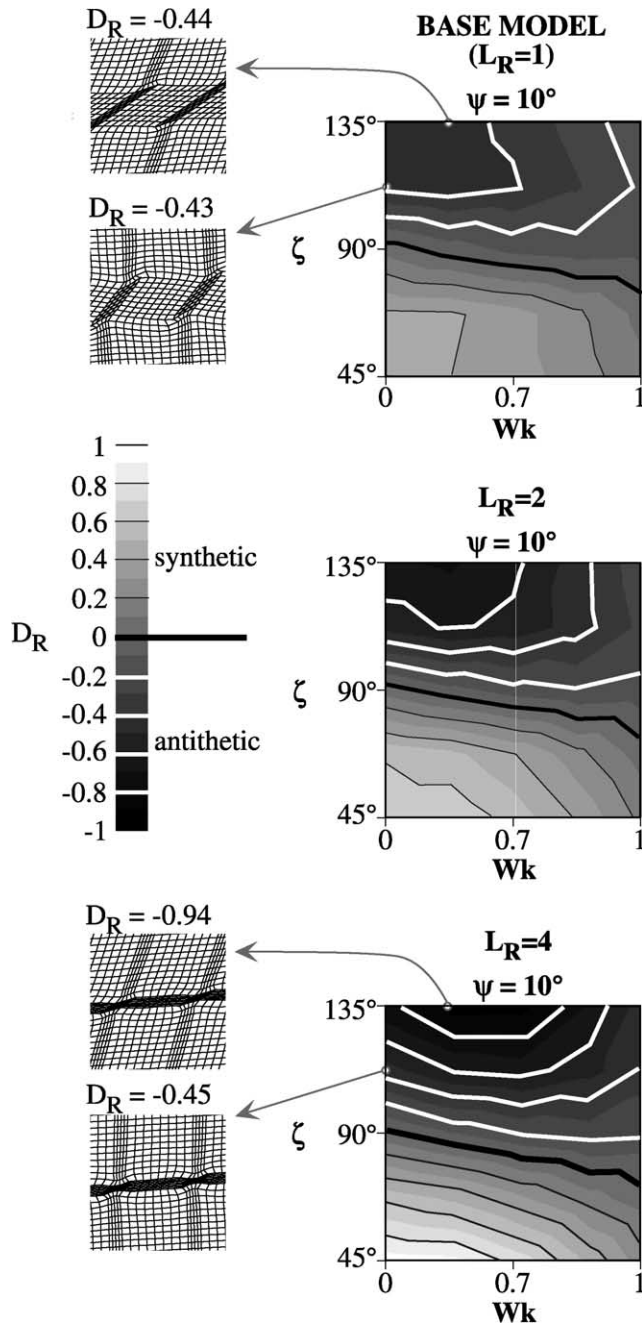 D_R = -0.44
BASE MODEL
(L_R=1)
ψ = 10°
135°
D_R = -0.43
ζ
90°
45°
0 0.7 1
Wk
1
0.8
0.6
0.4
0.2
synthetic
D_R
0
-0.2
-0.4
-0.6
-0.8
-1
antithetic
L_R=2
ψ = 10°
135°
ζ
90°
45°
0 0.7 1
Wk
D_R = -0.94
L_R=4
ψ = 10°
135°
D_R = -0.45
ζ
90°
45°
0 0.7 1
Wk